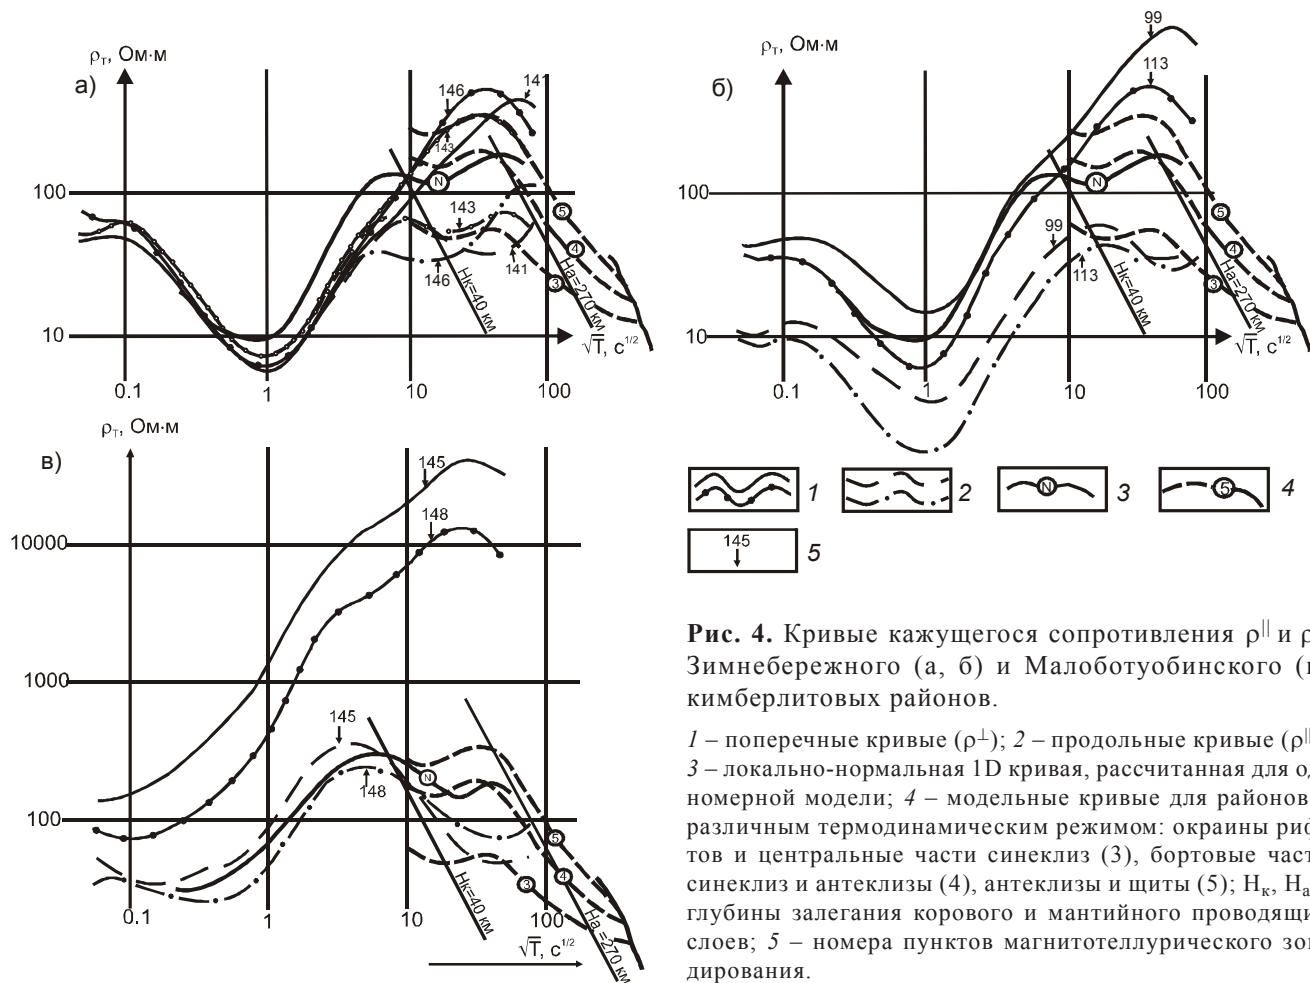 ρт, Ом·м
а)
146
141
143
100
N
143
5
4
146
141
3
Hк=40 км
Hа=270 км
10
√T, с1/2
0.1
1
10
100
ρт, Ом·м
б)
99
113
100
N
99
5
113
4
3
Hк=40 км
Hа=270 км
10
√T, с1/2
0.1
1
10
100
ρт, Ом·м
в)
145
148
10000
1000
145
N
148
100
5
4
3
Hк=40 км
Hа=270 км
0.1
1
10
100
√T, с1/2
1
2
N
3
5
4
145
5
Рис. 4. Кривые кажущегося сопротивления ρ|| и ρ
Зимнебережного (а, б) и Малоботуобинского (
кимберлитовых районов.
1 – поперечные кривые (ρ⊥); 2 – продольные кривые (ρ||
3 – локально-нормальная 1D кривая, рассчитанная для од
номерной модели; 4 – модельные кривые для районов
различным термодинамическим режимом: окраины риф
тов и центральные части синеклиз (3), бортовые част
синеклиз и антеклизы (4), антеклизы и щиты (5); Hк, Hа
глубины залегания корового и мантийного проводящи
слоев; 5 – номера пунктов магнитотеллурического зон
дирования.